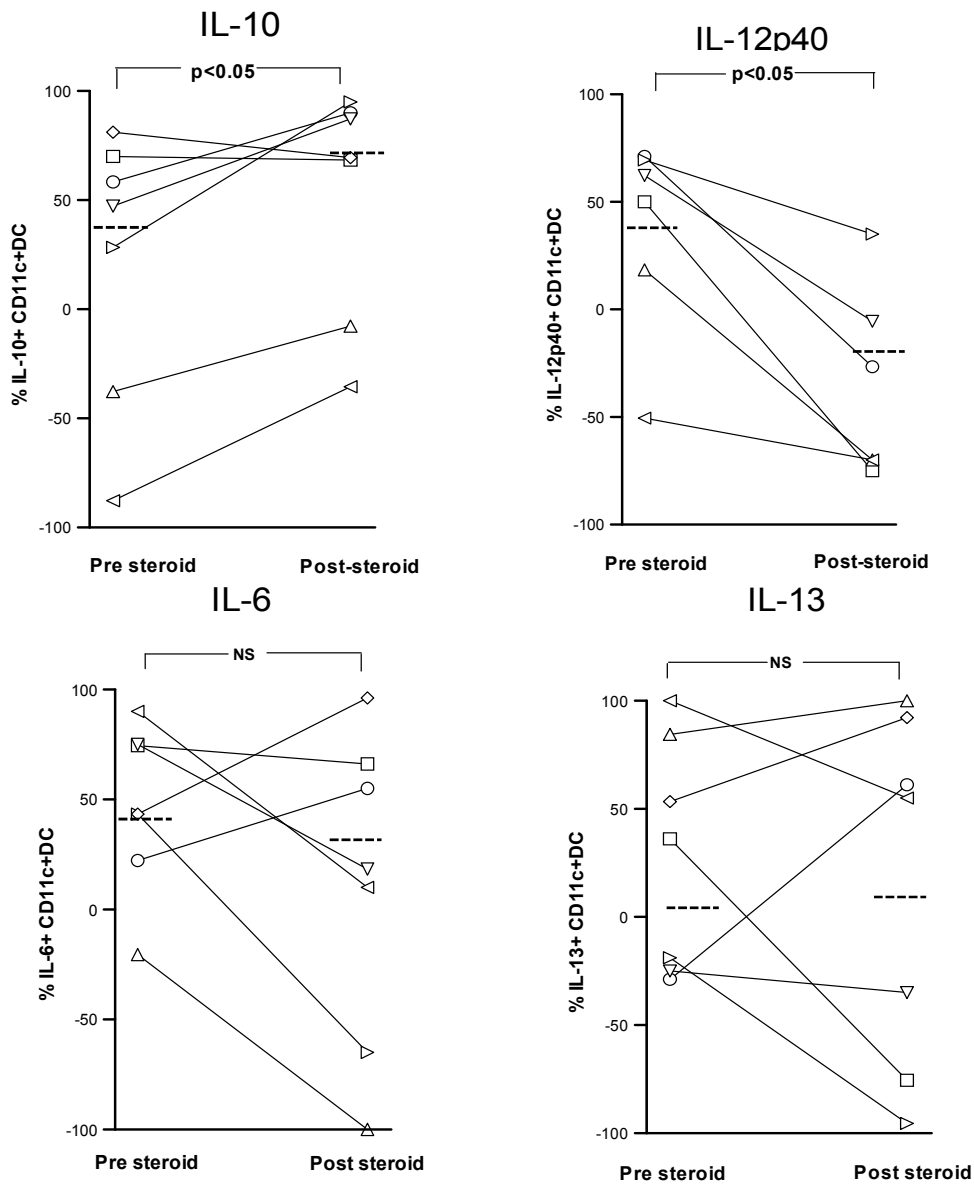 IL-10
p<0.05
100
50
0
-50
-100
% IL-10+ CD11c+DC
Pre steroid
Post-steroid
IL-12p40
p<0.05
100
50
0
-50
-100
% IL-12p40+ CD11c+DC
Pre steroid
Post-steroid
IL-6
NS
100
50
0
-50
-100
% IL-6+ CD11c+DC
Pre steroid
Post steroid
IL-13
NS
100
50
0
-50
-100
% IL-13+ CD11c+DC
Pre steroid
Post steroid